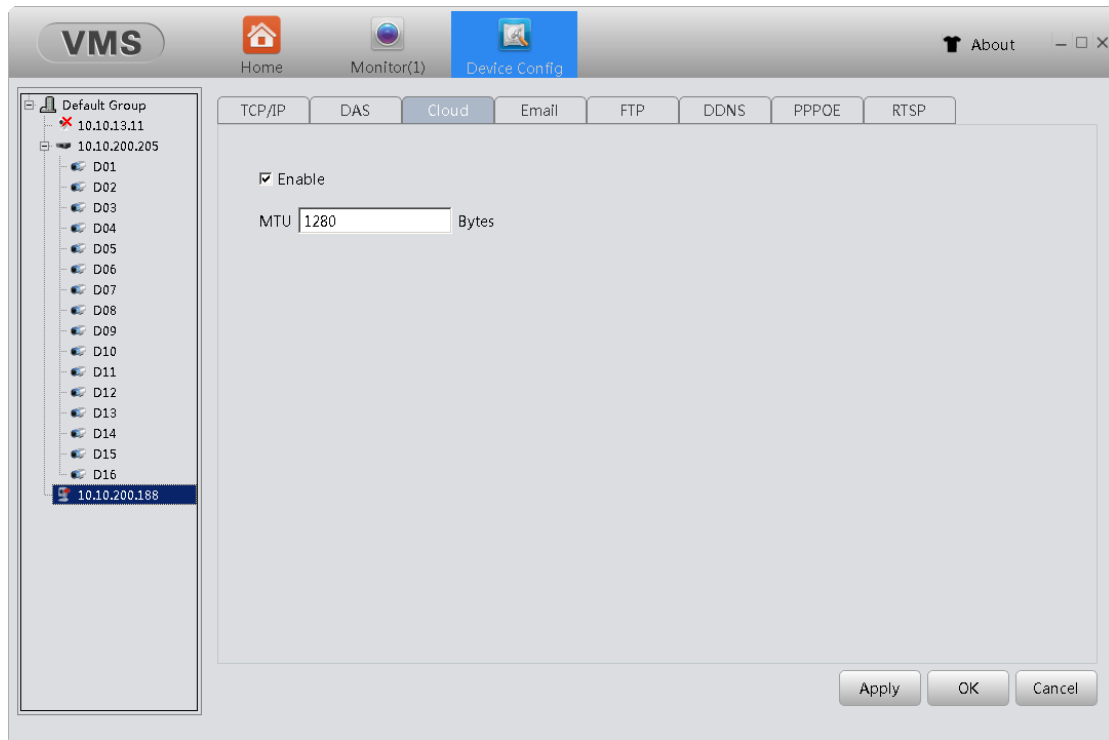 VMS
Home
Monitor(1)
Device Config
About
Default Group
10.10.13.11
10.10.200.205
D01
D02
D03
D04
D05
D06
D07
D08
D09
D10
D11
D12
D13
D14
D15
D16
10.10.200.188
TCP/IP DAS Cloud Email FTP DDNS PPPOE RTSP
Enable
MTU 1280 Bytes
Apply OK Cancel